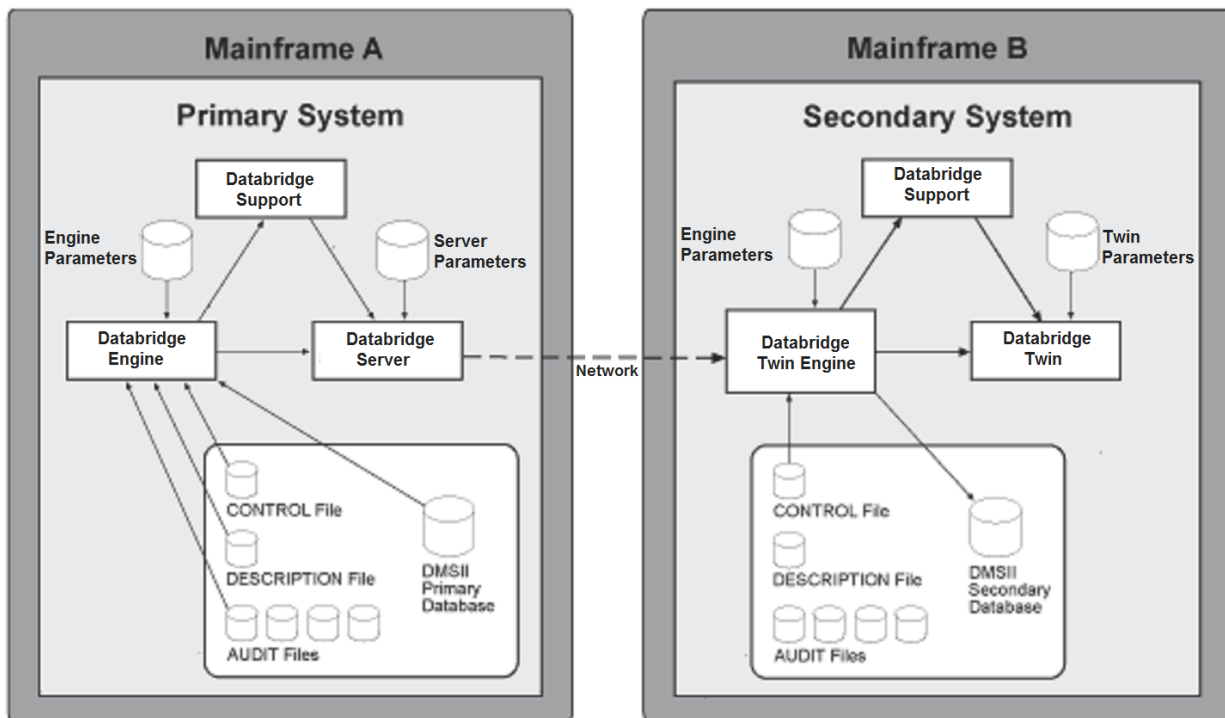 Mainframe A
Primary System
Databridge
Support
Engine
Parameters
Server
Parameters
Databridge
Engine
Databridge
Server
CONTROL File
DESCRIPTION File
AUDIT Files
DMSII
Primary
Database
Network
Mainframe B
Secondary System
Databridge
Support
Engine
Parameters
Twin
Parameters
Databridge
Twin Engine
Databridge
Twin
CONTROL File
DESCRIPTION File
AUDIT Files
DMSII
Secondary
Database